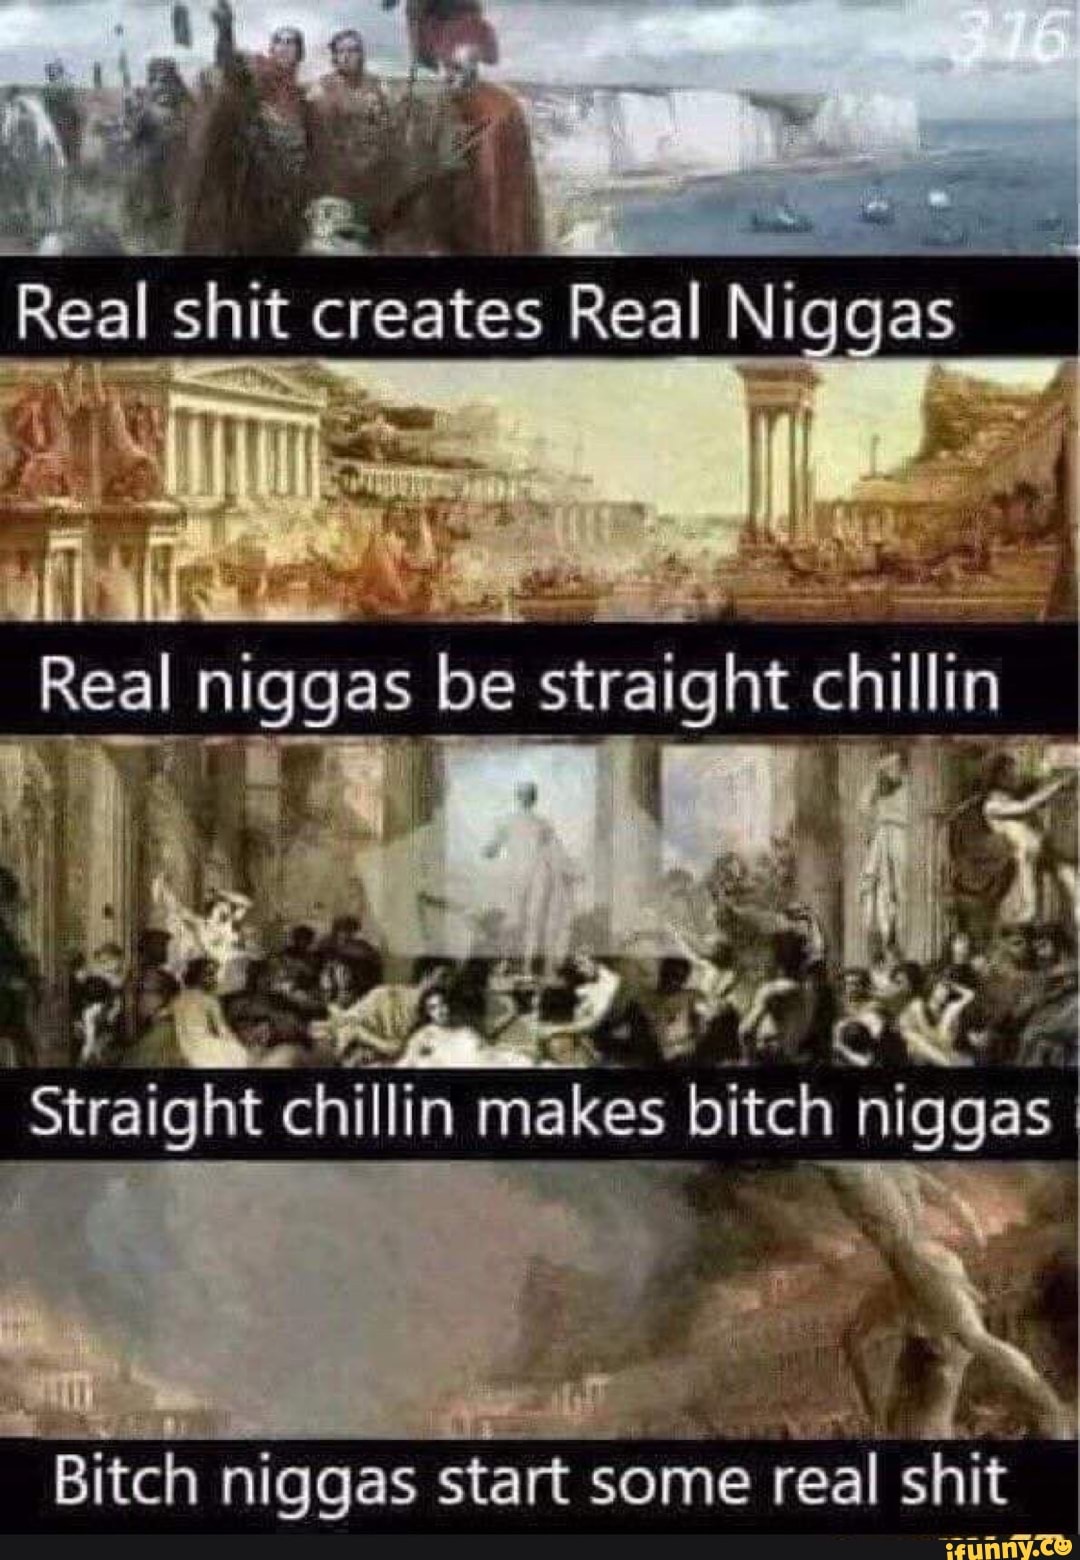 316
Real shit creates Real Niggas
Real niggas be straight chillin
Straight chillin makes bitch niggas
Bitch niggas start some real shit
ifunny.co